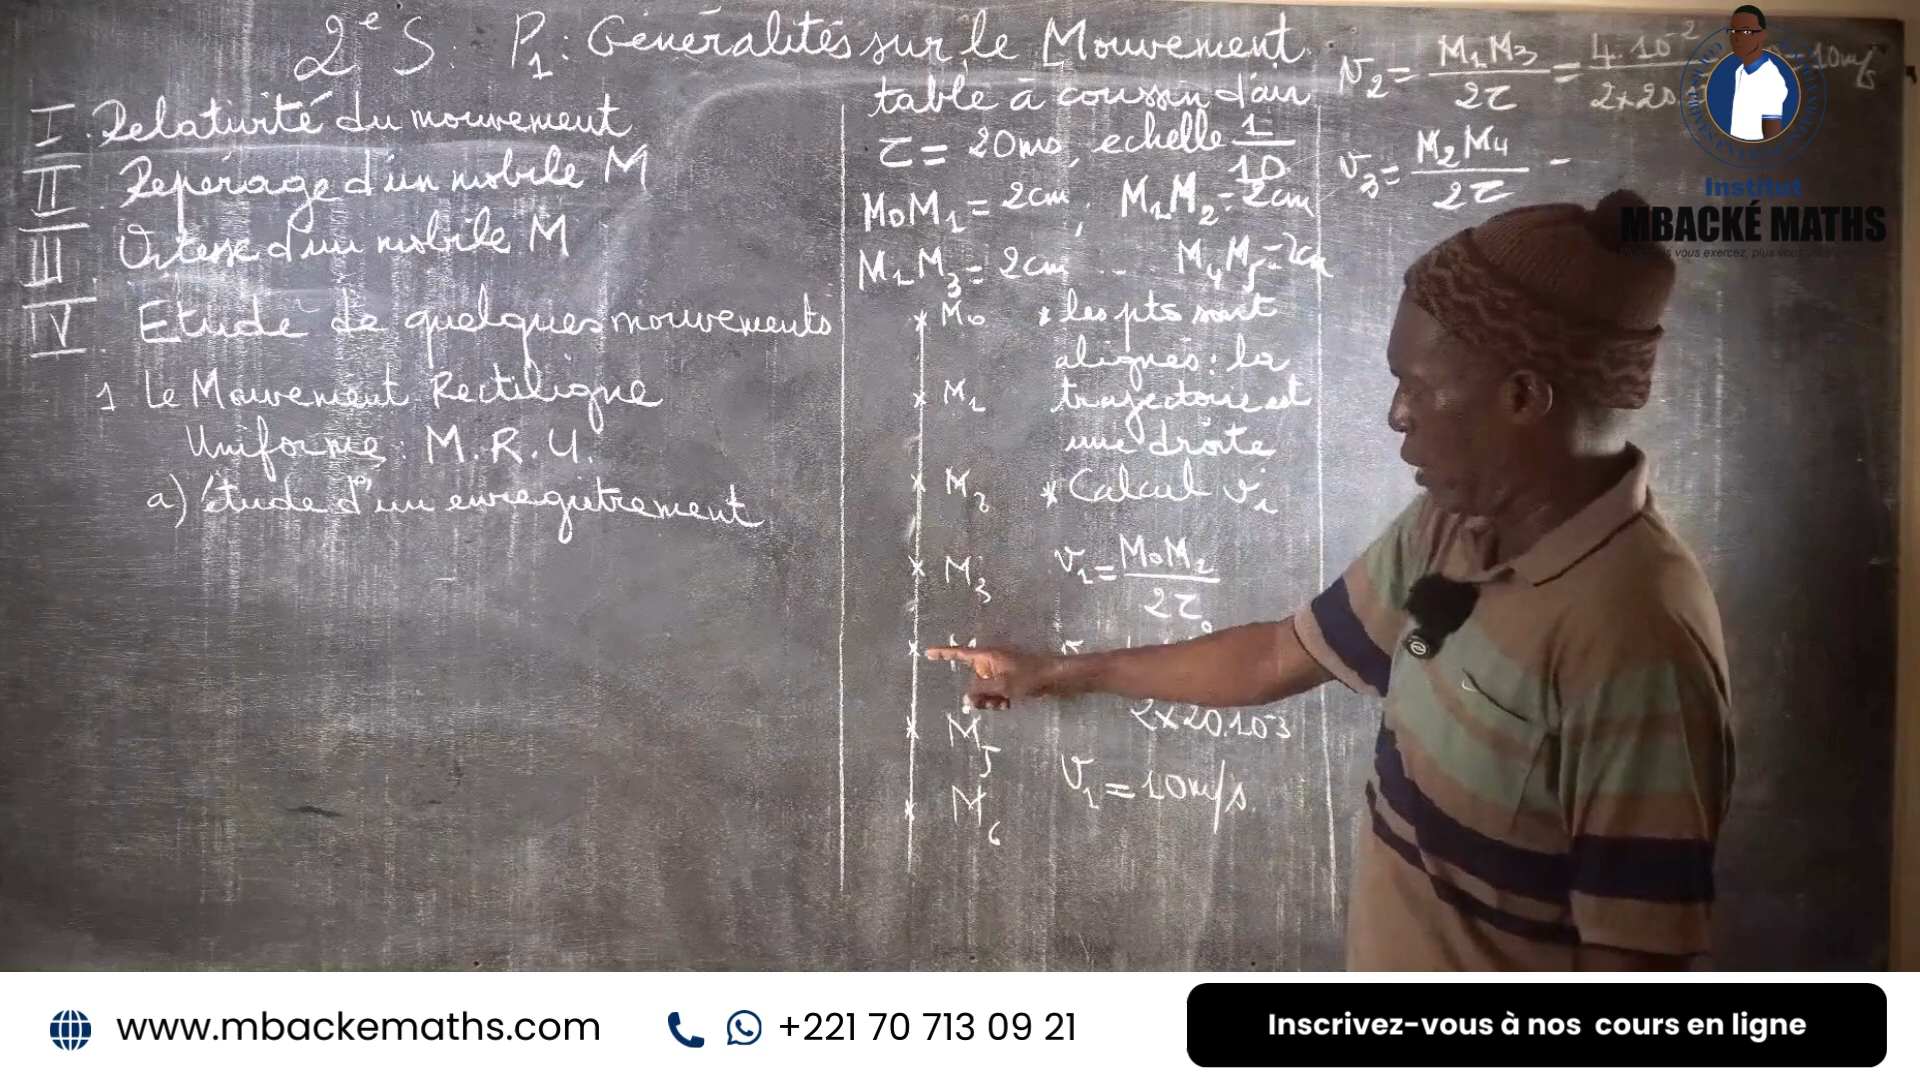 2e S. P1 : Généralités sur le Mouvement
I. Relativité du mouvement
II. Repérage d'un mobile M
III. Vitesse d'un mobile M
IV Etude de quelques mouvements
1 Le Mouvement Rectiligne
Uniforme : M.R.U.
a) étude d'un enregistrement
table à coussin d'air
τ = 20ms, echelle 1/10
M0M1 = 2cm, M1M2 = 2cm
M2M3 = 2cm .. M4M5 = 2cm
M0
M1
M2
M3
M5
M6
* les pts sont
alignés : la
trajectoire est
une droite
* Calcul vi
v1 = M0M2/2τ
2×20.10-3
V1 = 10m/s.
v2 = M1M3/2τ = 4.10-2/2×20
10m/s
v3 = M2M4/2τ =
Institut
MBACKÉ MATHS
www.mbackemaths.com
+221 70 713 09 21
Inscrivez-vous à nos cours en ligne